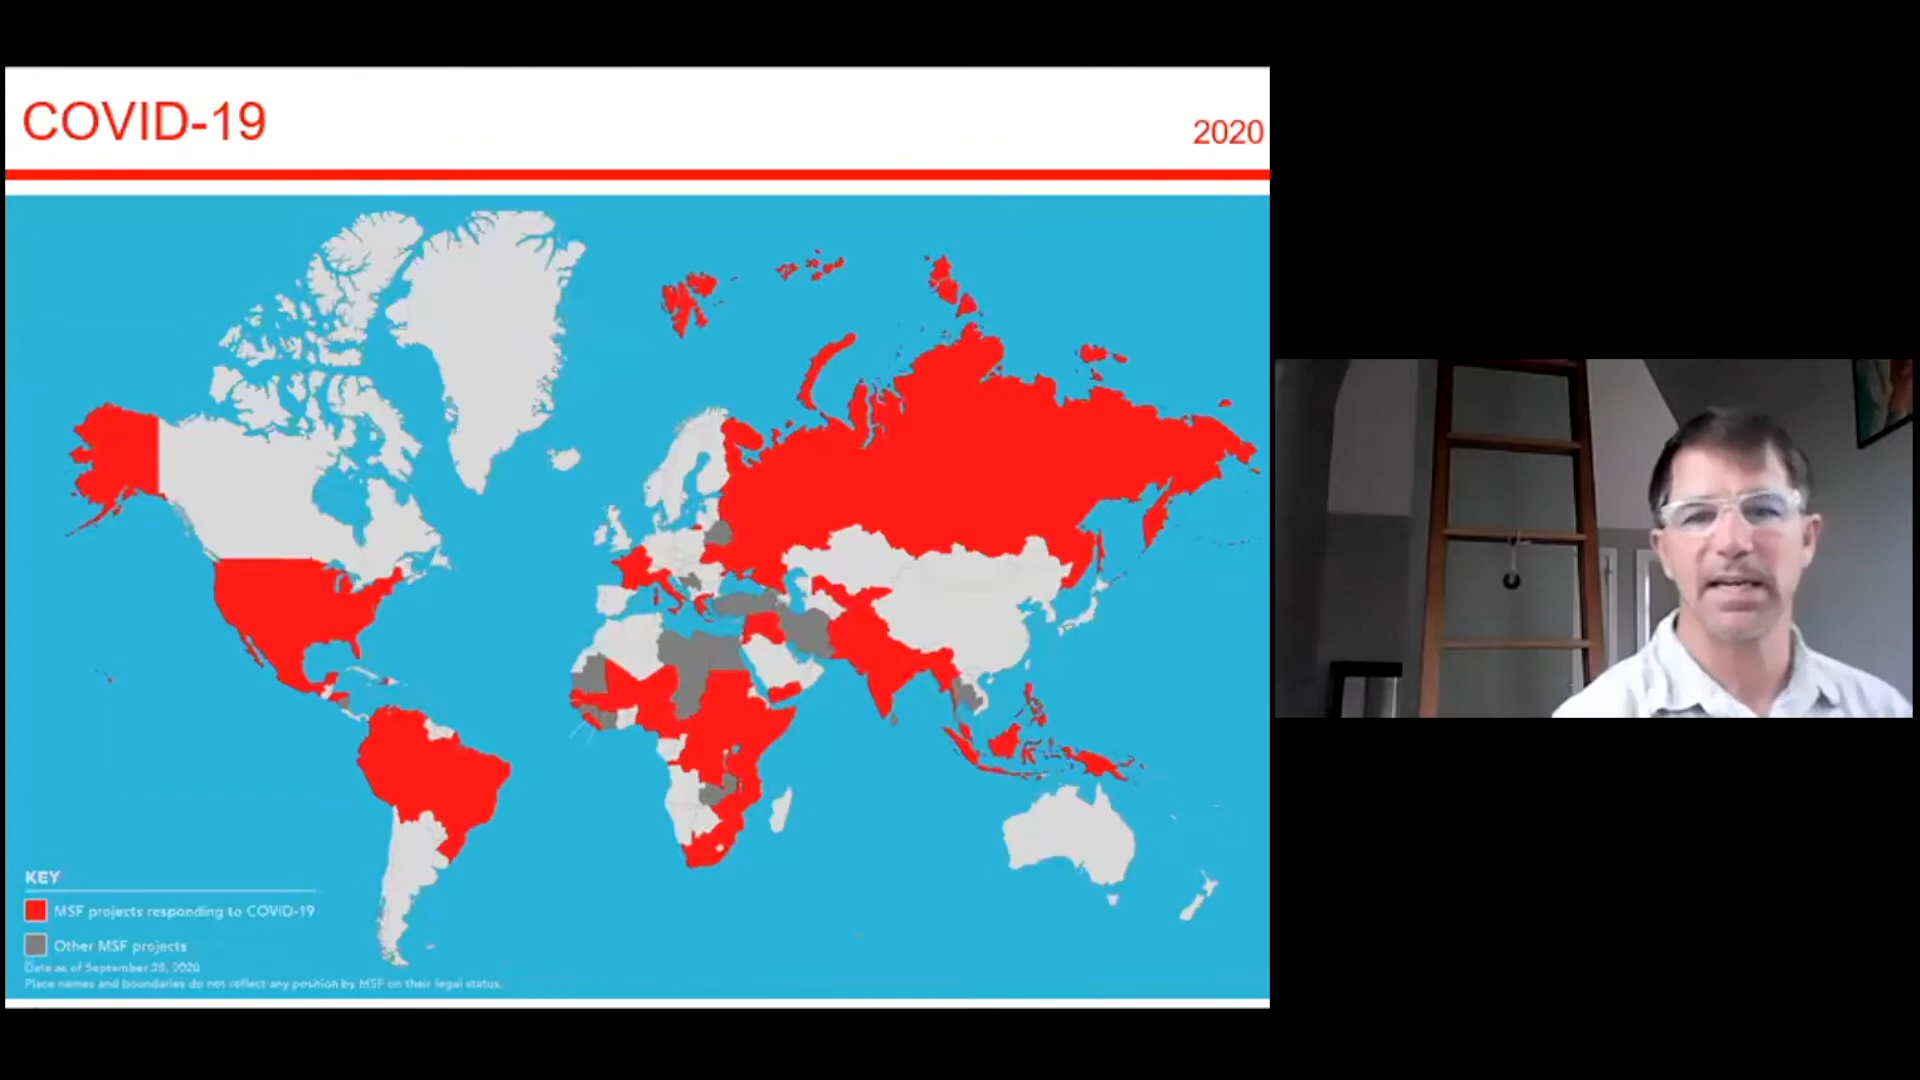 COVID-19
2020
KEY
MSF projects responding to COVID-19
Other MSF projects
Data as of September 28, 2020
Place names and boundaries do not reflect any position by MSF on their legal status.